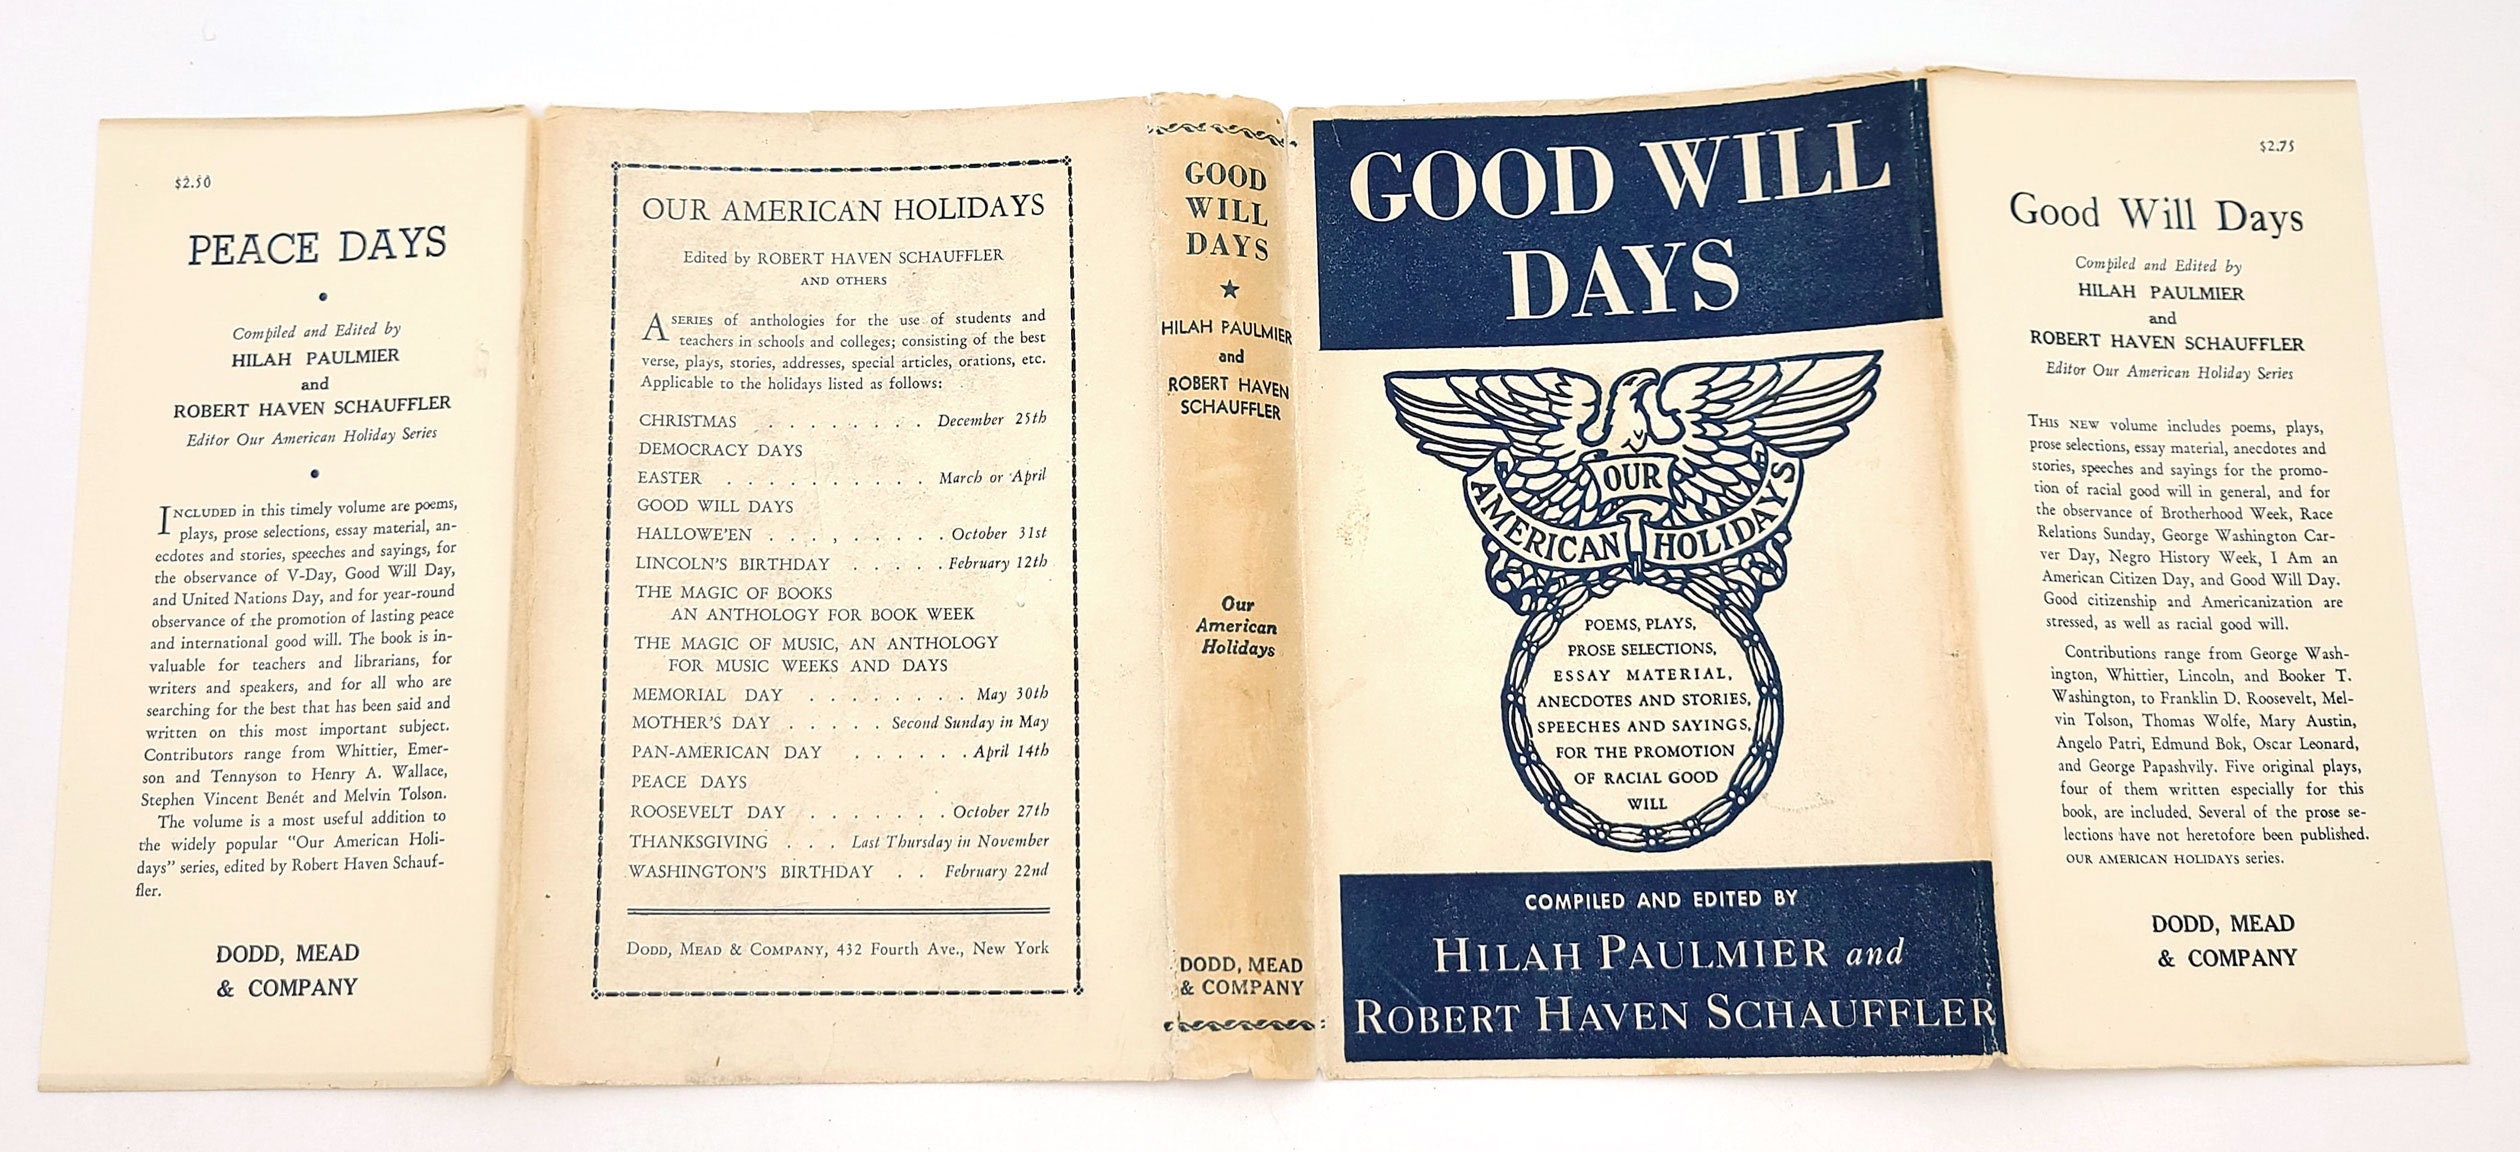 $2.50
PEACE DAYS
Compiled and Edited by
HILAH PAULMIER
and
ROBERT HAVEN SCHAUFFLER
Editor Our American Holiday Series
INCLUDED in this timely volume are poems,
plays, prose selections, essay material, an-
ecdotes and stories, speeches and sayings, for
the observance of V-Day, Good Will Day,
and United Nations Day, and for year-round
observance of the promotion of lasting peace
and international good will. The book is in-
valuable for teachers and librarians, for
writers and speakers, and for all who are
searching for the best that has been said and
written on this most important subject.
Contributors range from Whittier, Emer-
son and Tennyson to Henry A. Wallace,
Stephen Vincent Benét and Melvin Tolson.
The volume is a most useful addition to
the widely popular "Our American Holi-
days" series, edited by Robert Haven Schauf-
fler.
DODD, MEAD
& COMPANY
OUR AMERICAN HOLIDAYS
Edited by ROBERT HAVEN SCHAUFFLER
AND OTHERS
A SERIES of anthologies for the use of students and
teachers in schools and colleges; consisting of the best
verse, plays, stories, addresses, special articles, orations, etc.
Applicable to the holidays listed as follows:
CHRISTMAS . . . . . . . . December 25th
DEMOCRACY DAYS
EASTER . . . . . . . . . . March or April
GOOD WILL DAYS
HALLOWE'EN . . . , . . . . . October 31st
LINCOLN'S BIRTHDAY . . . . . February 12th
THE MAGIC OF BOOKS
AN ANTHOLOGY FOR BOOK WEEK
THE MAGIC OF MUSIC, AN ANTHOLOGY
FOR MUSIC WEEKS AND DAYS
MEMORIAL DAY . . . . . . . . May 30th
MOTHER'S DAY . . . . . Second Sunday in May
PAN-AMERICAN DAY . . . . . . April 14th
PEACE DAYS
ROOSEVELT DAY . . . . . . . October 27th
THANKSGIVING . . . Last Thursday in November
WASHINGTON'S BIRTHDAY . . February 22nd
DODD, MEAD & COMPANY, 432 Fourth Ave., New York
GOOD
WILL
DAYS
HILAH PAULMIER
and
ROBERT HAVEN
SCHAUFFLER
Our
American
Holidays
DODD, MEAD
& COMPANY
GOOD WILL
DAYS
OUR
AMERICAN HOLIDAYS
POEMS, PLAYS,
PROSE SELECTIONS,
ESSAY MATERIAL,
ANECDOTES AND STORIES,
SPEECHES AND SAYINGS,
FOR THE PROMOTION
OF RACIAL GOOD
WILL
COMPILED AND EDITED BY
HILAH PAULMIER and
ROBERT HAVEN SCHAUFFLER
$2.75
Good Will Days
Compiled and Edited by
HILAH PAULMIER
and
ROBERT HAVEN SCHAUFFLER
Editor Our American Holiday Series
THIS NEW volume includes poems, plays,
prose selections, essay material, anecdotes and
stories, speeches and sayings for the promo-
tion of racial good will in general, and for
the observance of Brotherhood Week, Race
Relations Sunday, George Washington Car-
ver Day, Negro History Week, I Am an
American Citizen Day, and Good Will Day.
Good citizenship and Americanization are
stressed, as well as racial good will.
Contributions range from George Wash-
ington, Whittier, Lincoln, and Booker T.
Washington, to Franklin D. Roosevelt, Mel-
vin Tolson, Thomas Wolfe, Mary Austin,
Angelo Patri, Edmund Bok, Oscar Leonard,
and George Papashvily. Five original plays,
four of them written especially for this
book, are included. Several of the prose se-
lections have not heretofore been published.
OUR AMERICAN HOLIDAYS series.
DODD, MEAD
& COMPANY